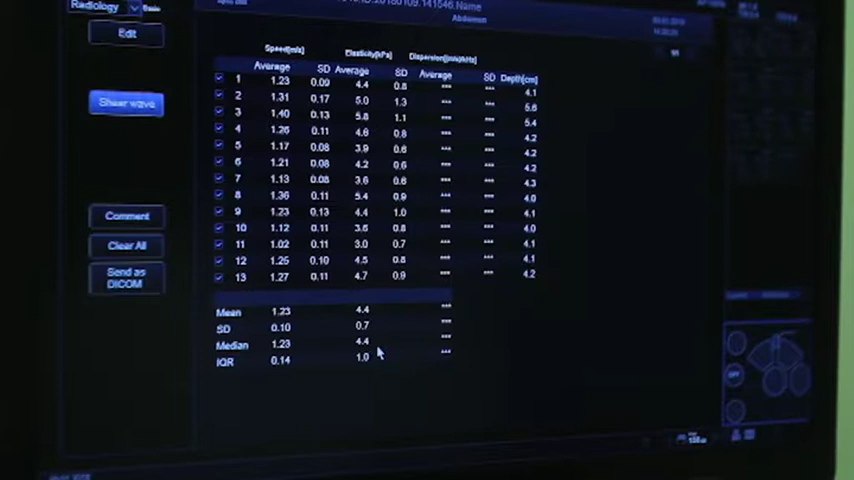 Radiology Basic
141546.Name
Abdomen
Edit
Shear wave
Comment
Clear All
Send as
DICOM
Speed[m/s] Elasticity[kPa] Dispersion[(m/s)/kHz]
Average SD Average SD Average SD Depth[cm]
1 1.23 0.09 4.4 0.6 *** *** 4.1
2 1.31 0.17 5.0 1.3 *** *** 5.6
3 1.40 0.13 5.8 1.1 *** *** 5.4
4 1.26 0.11 4.6 0.8 *** *** 4.2
5 1.17 0.08 3.9 0.6 *** *** 4.2
6 1.21 0.08 4.2 0.6 *** *** 4.2
7 1.13 0.08 3.6 0.6 *** *** 4.3
8 1.36 0.11 5.4 0.9 *** *** 4.0
9 1.23 0.13 4.4 1.0 *** *** 4.1
10 1.12 0.11 3.6 0.8 *** *** 4.0
11 1.02 0.11 3.0 0.7 *** *** 4.1
12 1.25 0.10 4.5 0.8 *** *** 4.1
13 1.27 0.11 4.7 0.9 *** *** 4.2
Mean 1.23 4.4 ***
SD 0.10 0.7 ***
Median 1.23 4.4 ***
IQR 0.14 1.0 ***
OFF